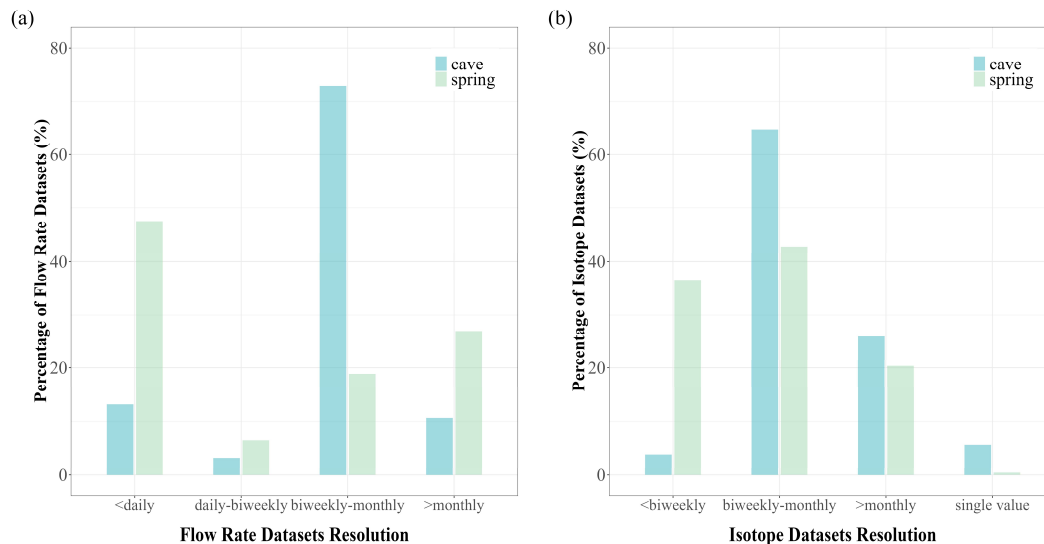 (a)
Percentage of Flow Rate Datasets (%)
80
60
40
20
0
cave
spring
<daily
daily-biweekly
biweekly-monthly
>monthly
Flow Rate Datasets Resolution
(b)
Percentage of Isotope Datasets (%)
80
60
40
20
0
cave
spring
<biweekly
biweekly-monthly
>monthly
single value
Isotope Datasets Resolution